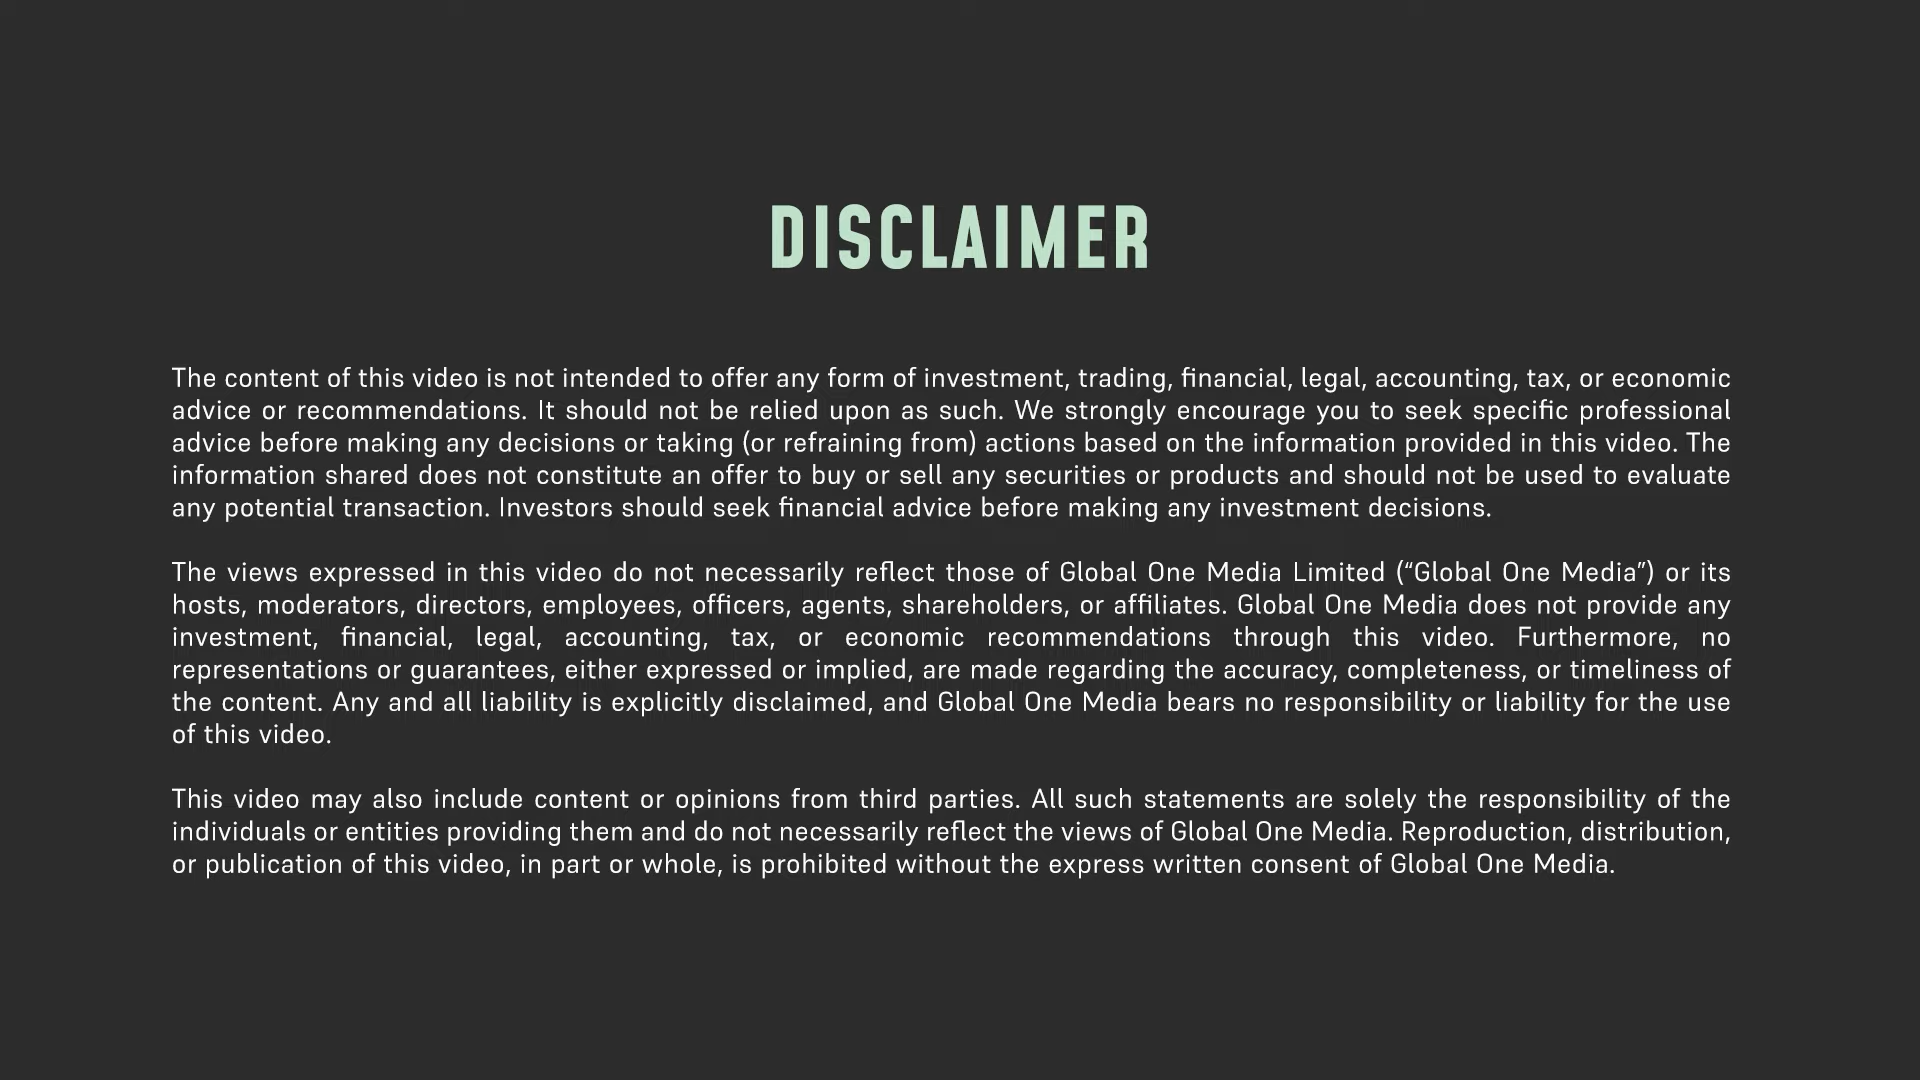 DISCLAIMER
The content of this video is not intended to offer any form of investment, trading, financial, legal, accounting, tax, or economic
advice or recommendations. It should not be relied upon as such. We strongly encourage you to seek specific professional
advice before making any decisions or taking (or refraining from) actions based on the information provided in this video. The
information shared does not constitute an offer to buy or sell any securities or products and should not be used to evaluate
any potential transaction. Investors should seek financial advice before making any investment decisions.
The views expressed in this video do not necessarily reflect those of Global One Media Limited (“Global One Media”) or its
hosts, moderators, directors, employees, officers, agents, shareholders, or affiliates. Global One Media does not provide any
investment, financial, legal, accounting, tax, or economic recommendations through this video. Furthermore, no
representations or guarantees, either expressed or implied, are made regarding the accuracy, completeness, or timeliness of
the content. Any and all liability is explicitly disclaimed, and Global One Media bears no responsibility or liability for the use
of this video.
This video may also include content or opinions from third parties. All such statements are solely the responsibility of the
individuals or entities providing them and do not necessarily reflect the views of Global One Media. Reproduction, distribution,
or publication of this video, in part or whole, is prohibited without the express written consent of Global One Media.